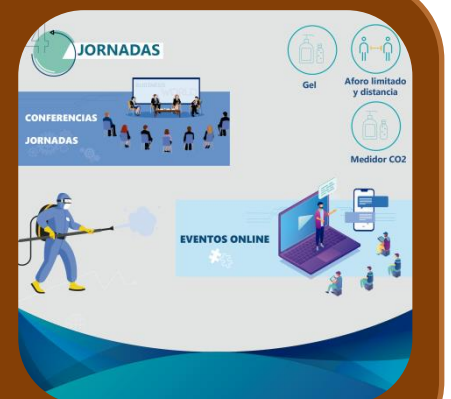 JORNADAS
Gel
Aforo limitado
y distancia
CONFERENCIAS
JORNADAS
Medidor CO2
EVENTOS ONLINE